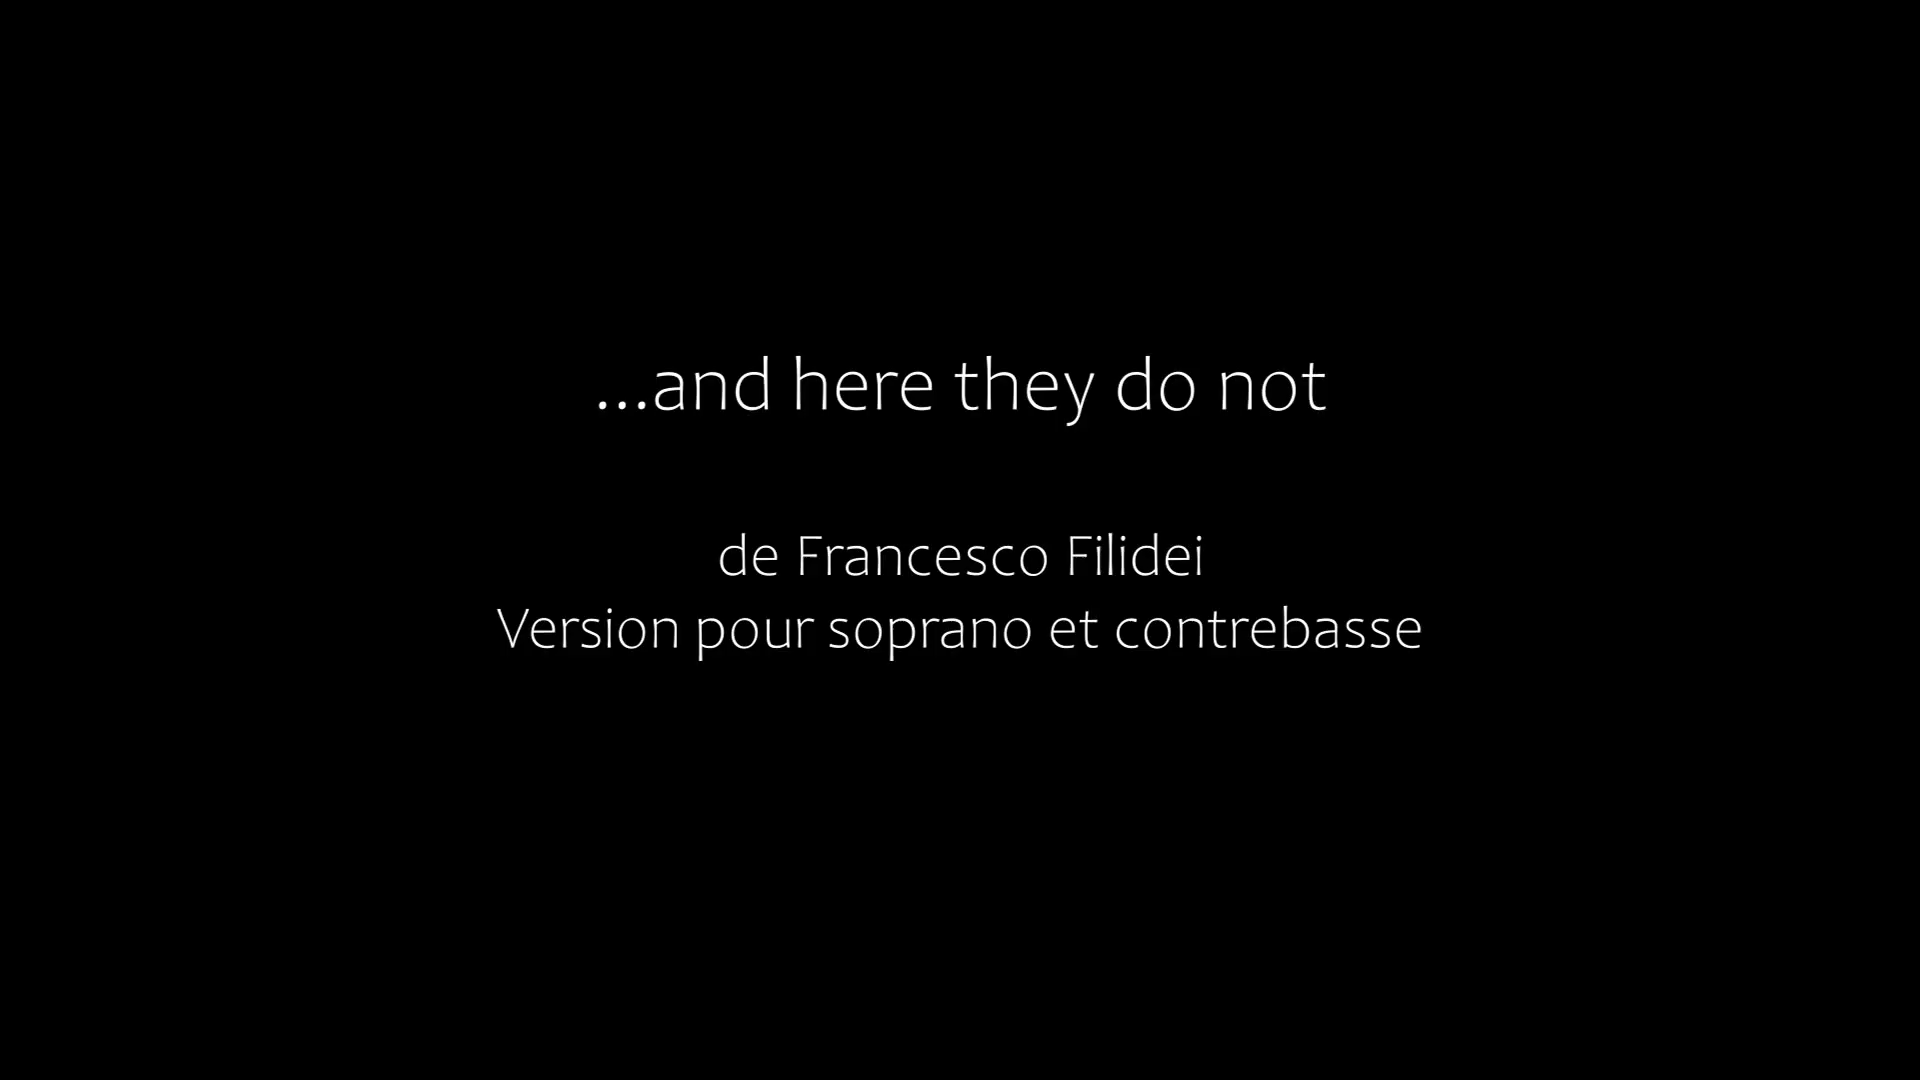 ...and here they do not
de Francesco Filidei
Version pour soprano et contrebasse